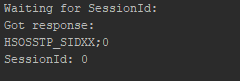 Waiting for SessionId:
Got response:
HSOSSTP_SIDXX;0
SessionId: 0